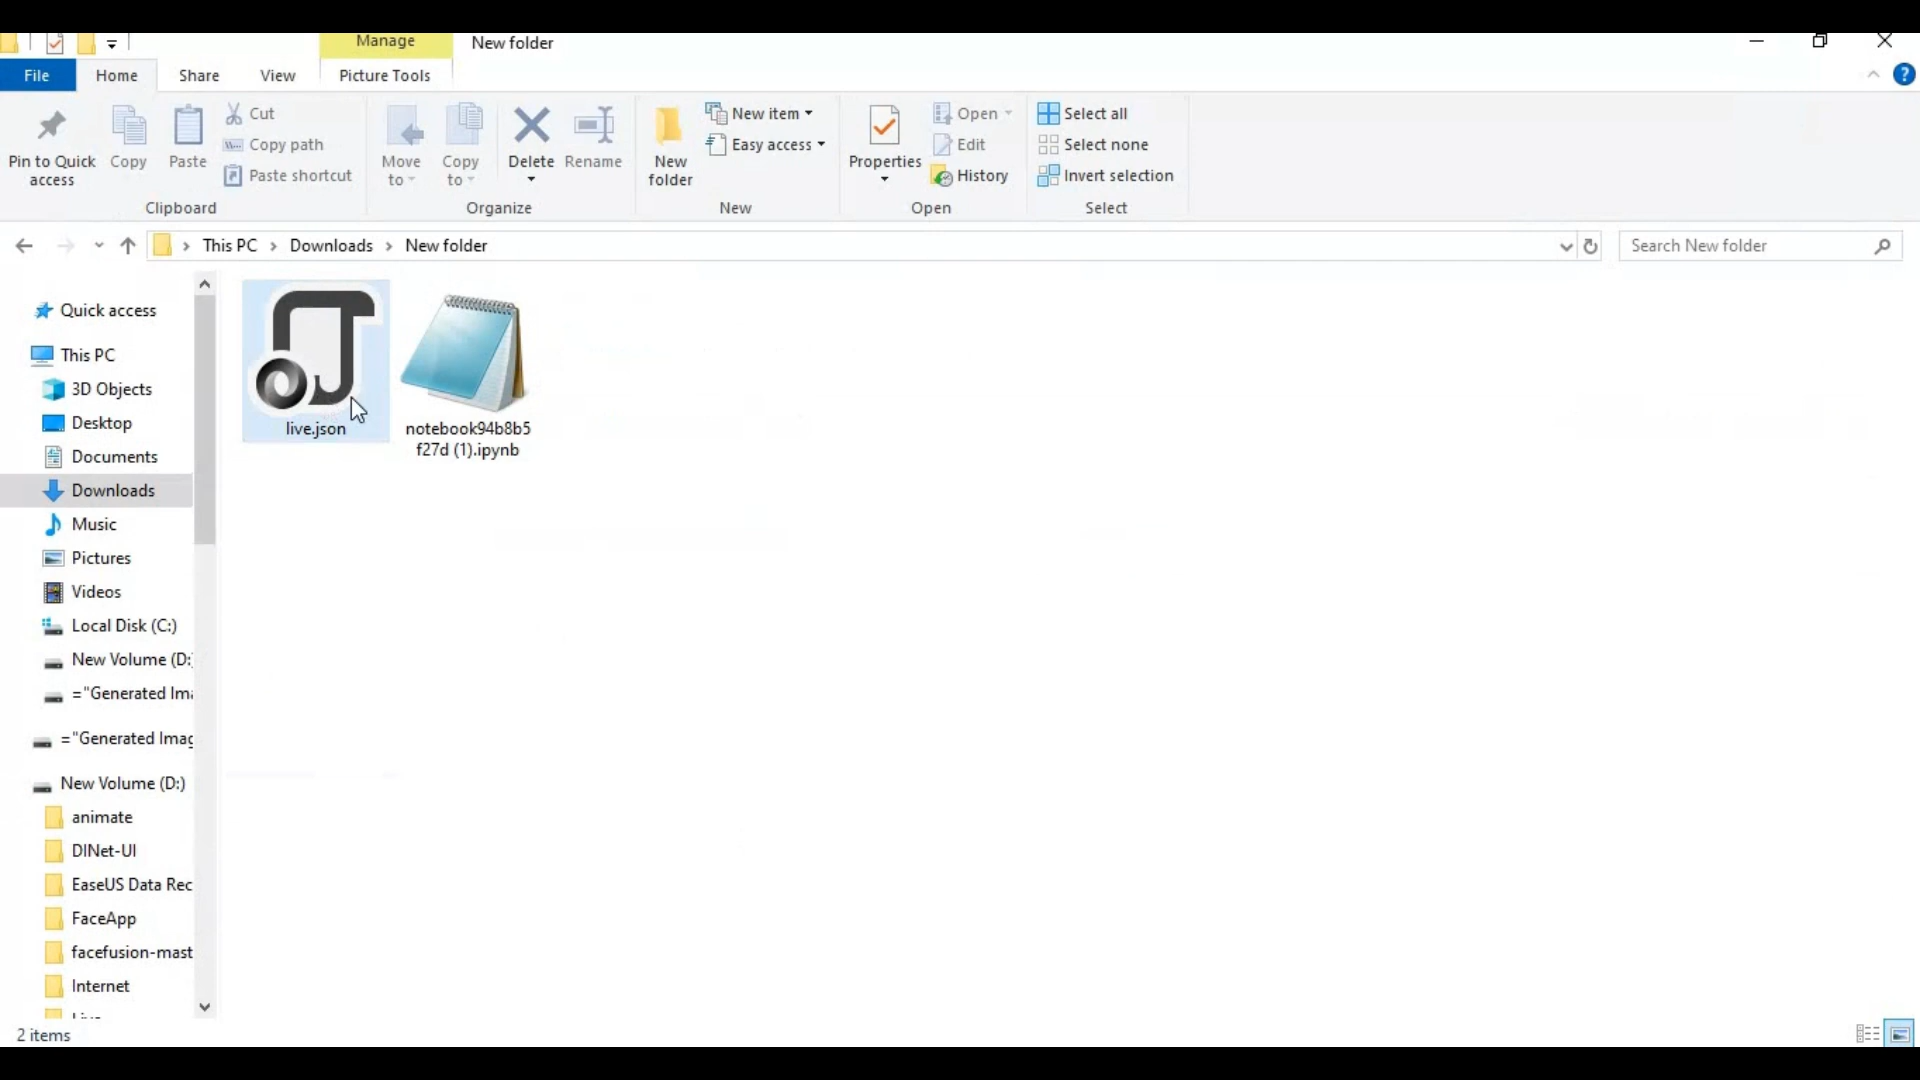 Manage
New folder
File
Home
Share
View
Picture Tools
Pin to Quick
access
Copy
Paste
Cut
Copy path
Paste shortcut
Clipboard
Move
to
Copy
to
Delete
Rename
Organize
New
folder
New item
Easy access
New
Properties
Open
Edit
History
Open
Select all
Select none
Invert selection
Select
This PC
Downloads
New folder
Search New folder
Quick access
This PC
3D Objects
Desktop
Documents
Downloads
Music
Pictures
Videos
Local Disk (C:)
New Volume (D:
="Generated Ima
="Generated Imag
New Volume (D:)
animate
DINet-UI
EaseUS Data Rec
FaceApp
facefusion-mast
Internet
live.json
notebook94b8b5
f27d (1).ipynb
2 items